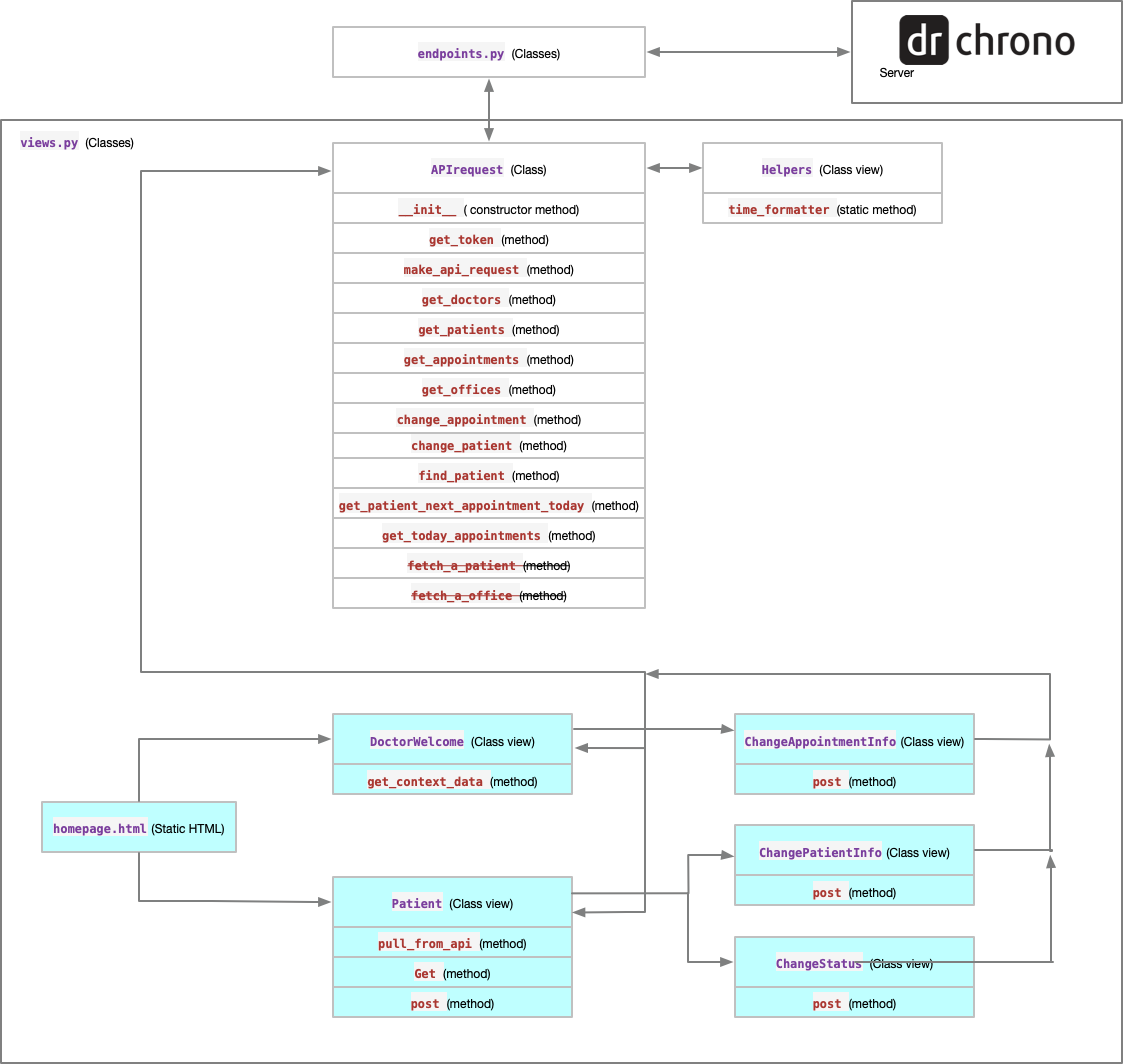 endpoints.py (Classes)
dr chrono
Server
views.py (Classes)
APIrequest (Class)
__init__ ( constructor method)
get_token (method)
make_api_request (method)
get_doctors (method)
get_patients (method)
get_appointments (method)
get_offices (method)
change_appointment (method)
change_patient (method)
find_patient (method)
get_patient_next_appointment_today (method)
get_today_appointments (method)
fetch_a_patient (method)
fetch_a_office (method)
Helpers (Class view)
time_formatter (static method)
homepage.html (Static HTML)
DoctorWelcome (Class view)
get_context_data (method)
Patient (Class view)
pull_from_api (method)
Get (method)
post (method)
ChangeAppointmentInfo (Class view)
post (method)
ChangePatientInfo (Class view)
post (method)
ChangeStatus (Class view)
post (method)